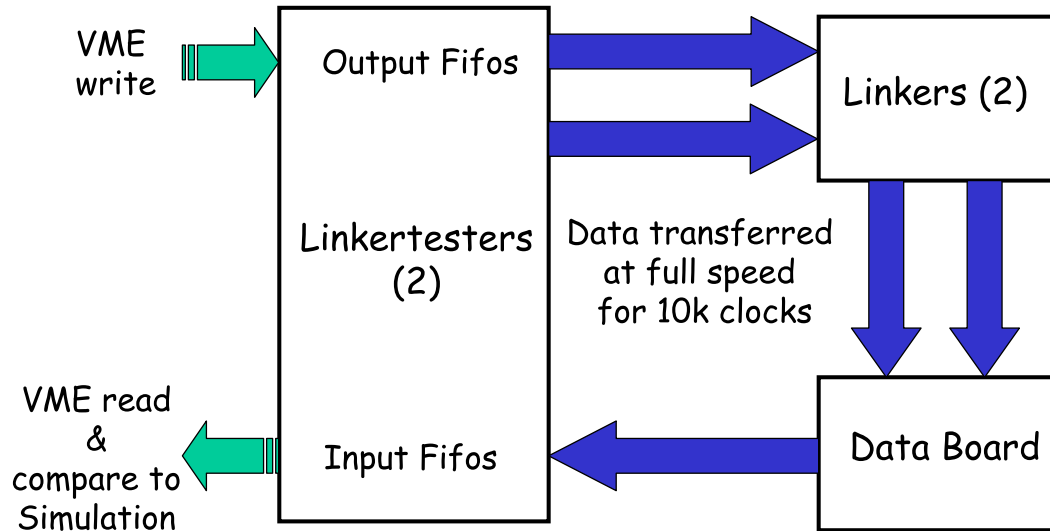 VME
write
Output Fifos
Linkers (2)
Linkertesters
(2)
Data transferred
at full speed
for 10k clocks
VME read
&
compare to
Simulation
Input Fifos
Data Board